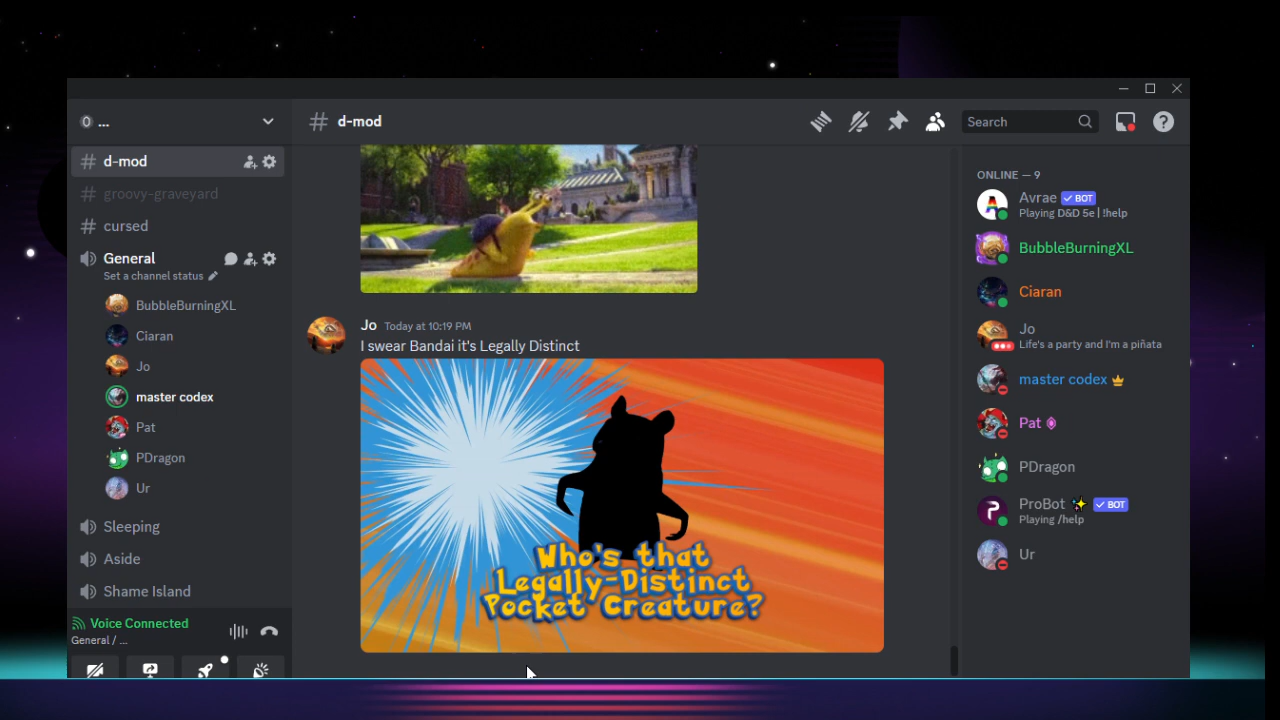 ...
d-mod
groovy-graveyard
cursed
General
Set a channel status
BubbleBurningXL
Ciaran
Jo
master codex
Pat
PDragon
Ur
Sleeping
Aside
Shame Island
Voice Connected
General / ...
d-mod
Search
Jo Today at 10:19 PM
I swear Bandai it's Legally Distinct
Who's that
Legally-Distinct
Pocket Creature?
ONLINE — 9
Avrae BOT
Playing D&D 5e | !help
BubbleBurningXL
Ciaran
Jo
Life's a party and I'm a piñata
master codex
Pat
PDragon
ProBot BOT
Playing /help
Ur